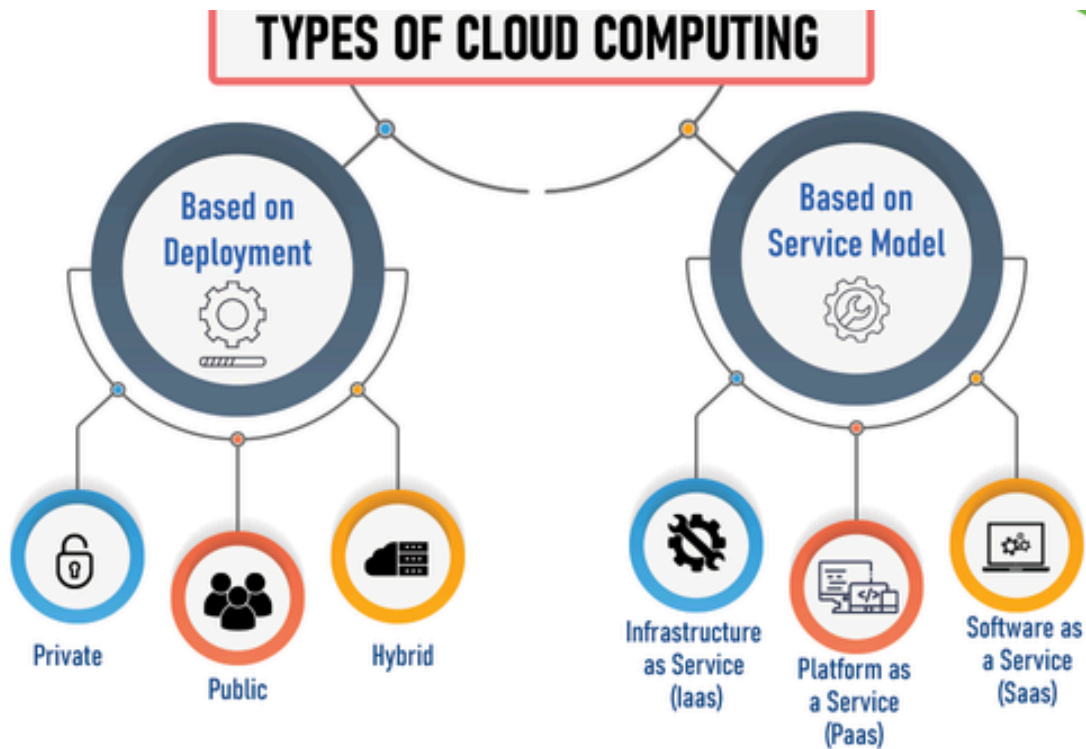 TYPES OF CLOUD COMPUTING
Based on
Deployment
Based on
Service Model
Private
Public
Hybrid
Infrastructure
as Service
(Iaas)
</>
Platform as
a Service
(Paas)
Software as
a Service
(Saas)